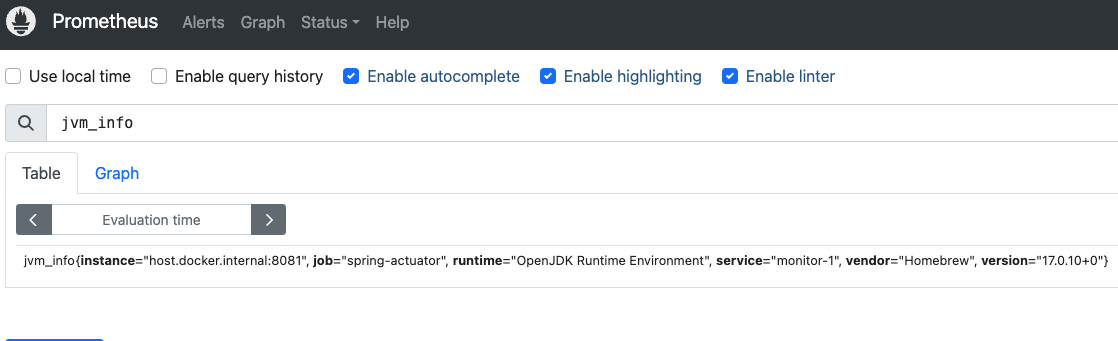 Prometheus Alerts Graph Status Help
Use local time Enable query history Enable autocomplete Enable highlighting Enable linter
jvm_info
Table Graph
Evaluation time
jvm_info{instance="host.docker.internal:8081", job="spring-actuator", runtime="OpenJDK Runtime Environment", service="monitor-1", vendor="Homebrew", version="17.0.10+0"}